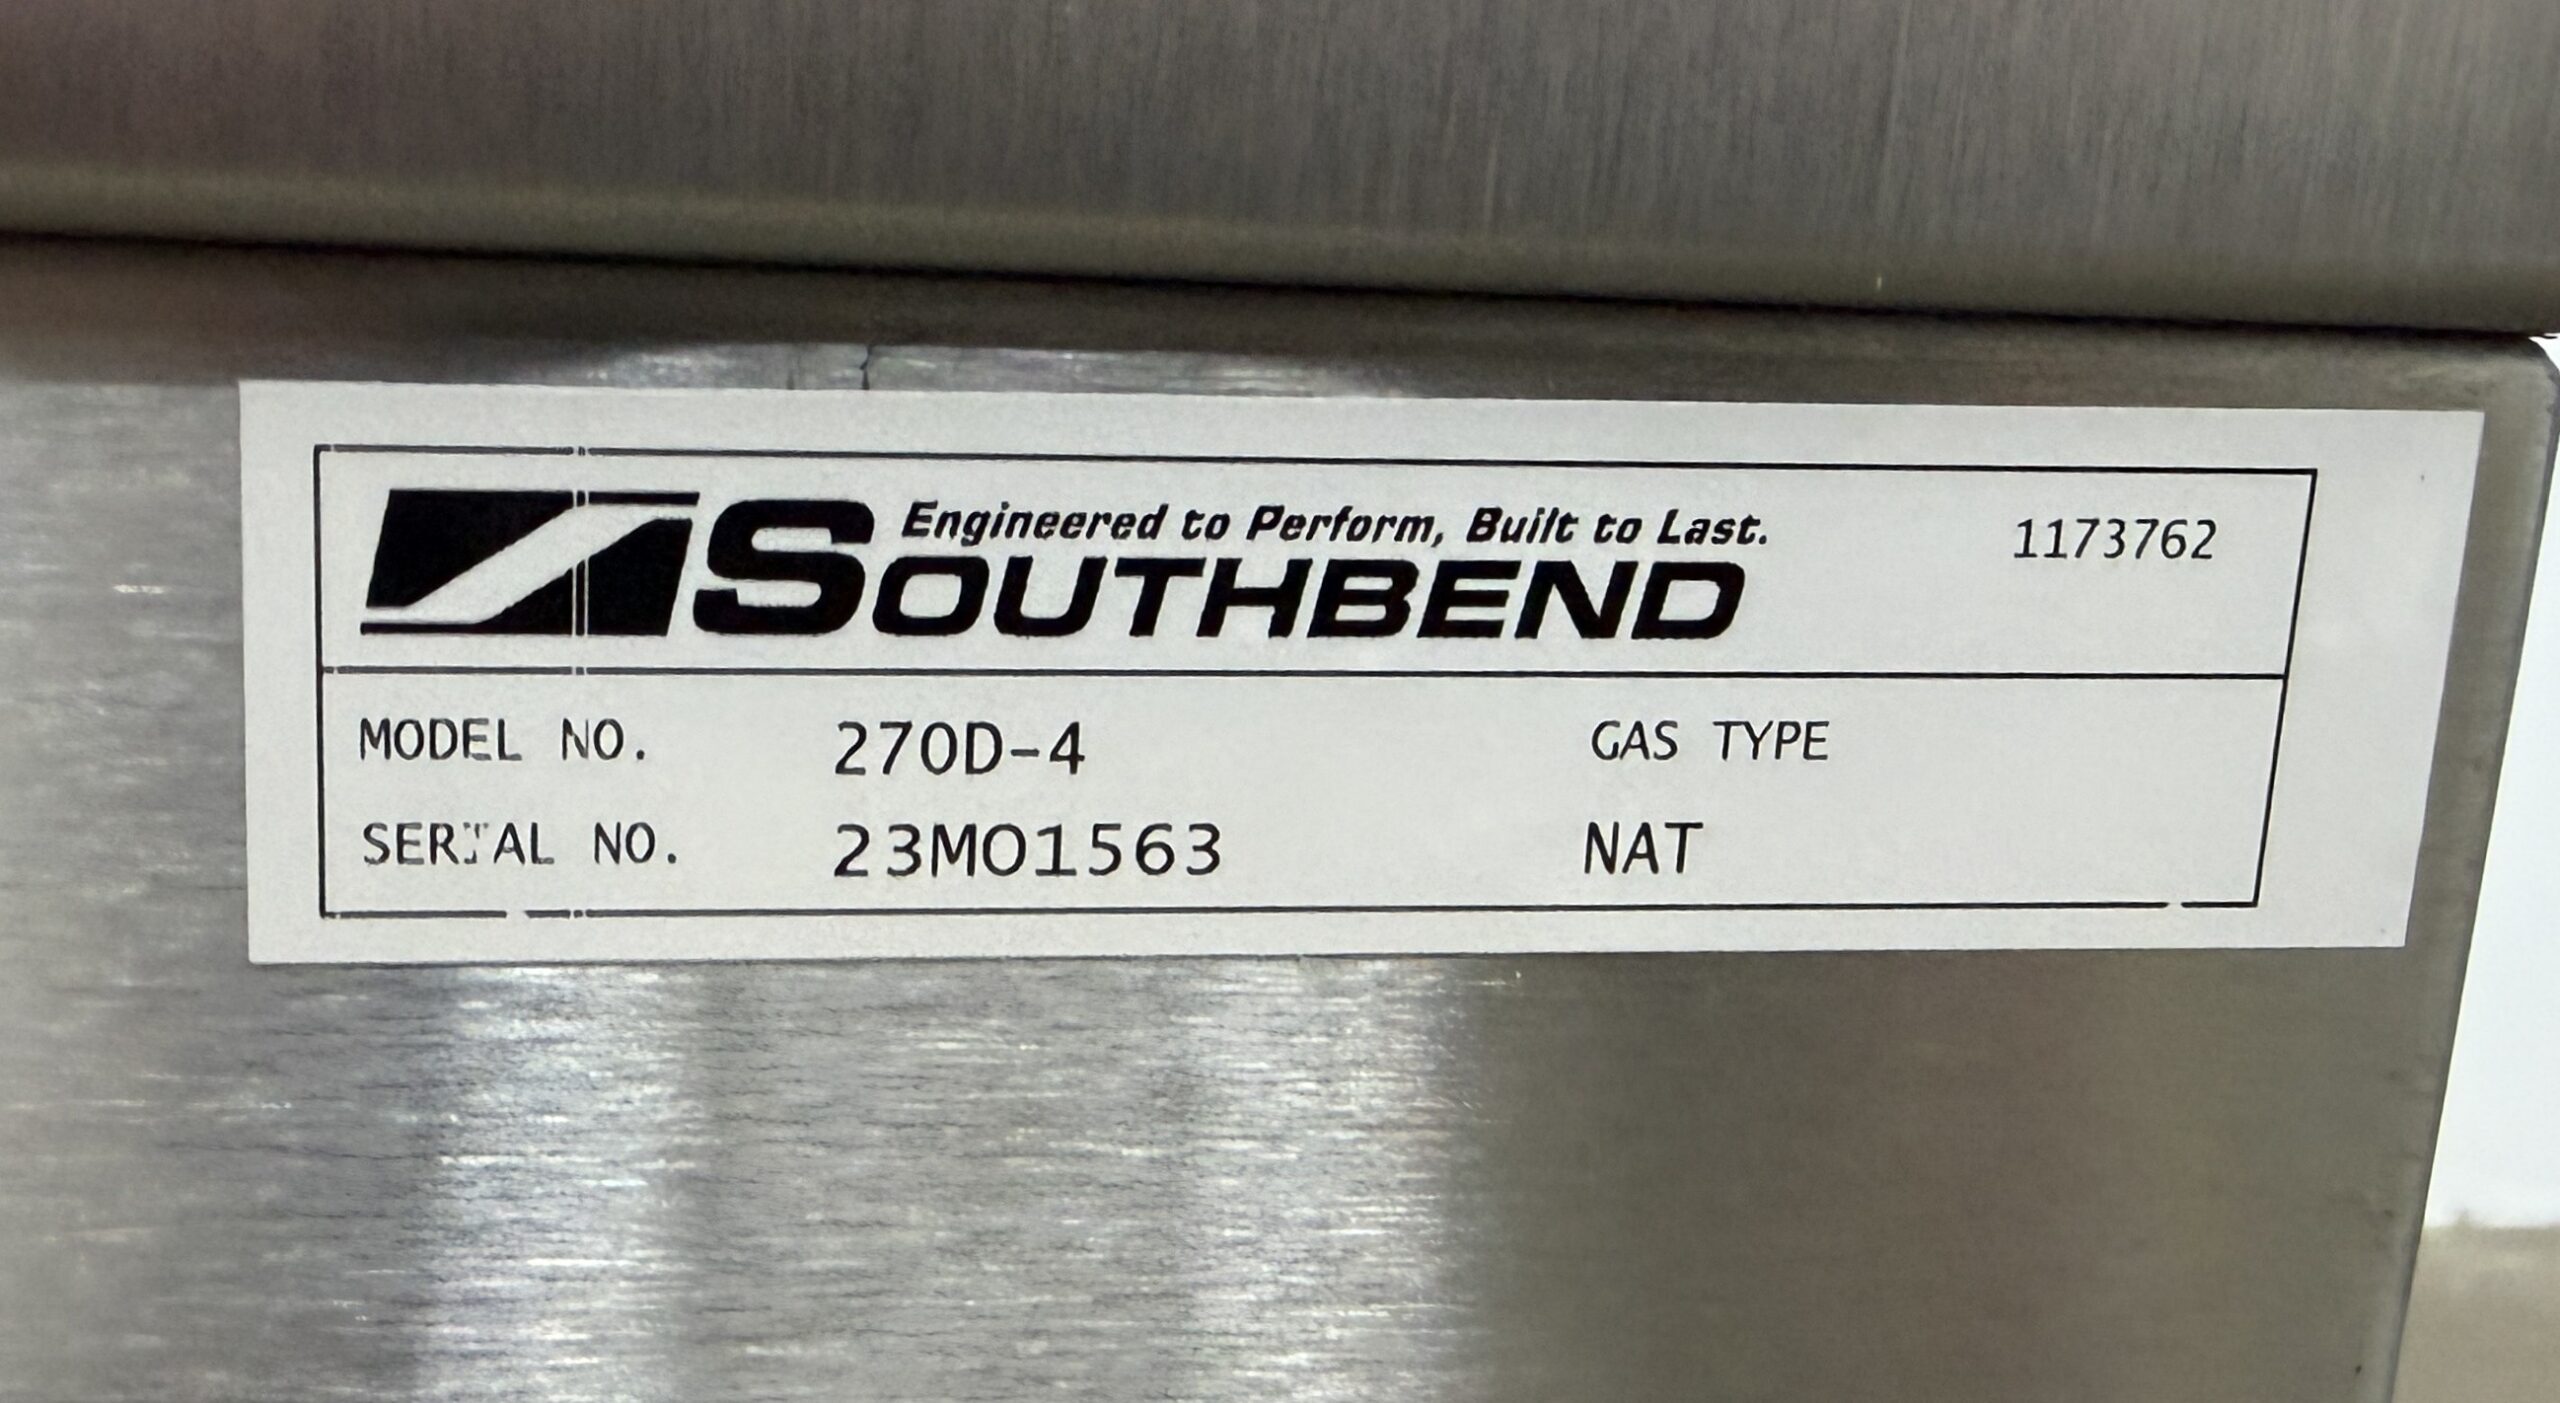 Engineered to Perform, Built to Last.
SOUTHBEND
1173762
MODEL NO. 270D-4 GAS TYPE
SERIAL NO. 23M01563 NAT